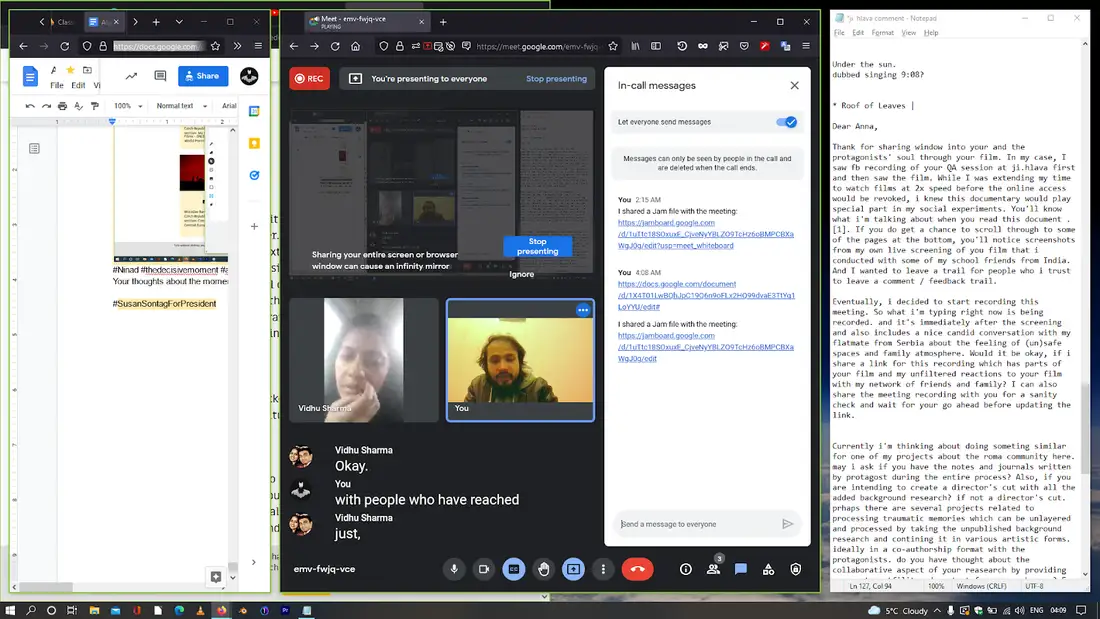 Class
https://docs.google.com
Share
File Edit
100% Normal text Arial
#Ninad #thedecisivemoment
Your thoughts about the mome
#SusanSontagForPresident
Meet - emv-fwjq-vce
PLAYING
https://meet.google.com/emv-fwjq
REC
You're presenting to everyone
Stop presenting
Sharing your entire screen or browser
window can cause an infinity mirror.
Stop
presenting
Ignore
Vidhu Sharma
You
Vidhu Sharma
Okay.
You
with people who have reached
Vidhu Sharma
just,
emv-fwjq-vce
3
In-call messages
Let everyone send messages
Messages can only be seen by people in the call and
are deleted when the call ends.
You 2:15 AM
I shared a Jam file with the meeting:
https://jamboard.google.com
WgJ0g/edit?usp=meet_whiteboard
You 4:08 AM
https://docs.google.com/document
I shared a Jam file with the meeting:
https://jamboard.google.com
WgJ0g/edit
Send a message to everyone
*ji hlava comment - Notepad
File Edit Format View Help
Under the sun.
dubbed singing 9:08?
* Roof of Leaves
Dear Anna,
Thank for sharing window into your and the
protagonists' soul through your film. In my case, I
saw fb recording of your QA session at ji.hlava first
and then saw the film. While I was extending my time
to watch films at 2x speed before the online access
would be revoked, i knew this documentary would play
special part in my social experiments. You'll know
what i'm talking about when you read this document .
[1]. If you do get a chance to scroll through to some
of the pages at the bottom, you'll notice screenshots
from my own live screening of you film that i
conducted with some of my school friends from India.
And I wanted to leave a trail for people who i trust
to leave a comment / feedback trail.
Eventually, i decided to start recording this
meeting. So what i'm typing right now is being
recorded. and it's immediately after the screening
and also includes a nice candid conversation with my
flatmate from Serbia about the feeling of (un)safe
spaces and family atmosphere. Would it be okay, if i
share a link for this recording which has parts of
your film and my unfiltered reactions to your film
with my network of friends and family? I can also
share the meeting recording with you for a sanity
check and wait for your go ahead before updating the
link.
Currently i'm thinking about doing someting similar
for one of my projects about the roma community here.
may i ask if you have the notes and journals written
by protagost during the entire process? Also, if you
are intending to create a director's cut with all the
added background research? if not a director's cut.
prhaps there are several projects related to
processing traumatic memories which can be unlayered
and processed by taking the unpublished background
research and contining it in various artistic forms.
ideally in a co-authorship format with the
protagonists. do you have thought about the
collaborative aspect of your reasearch by providing
Ln 127, Col 94 100% Windows (CRLF) UTF-8
5°C Cloudy ENG 04:09